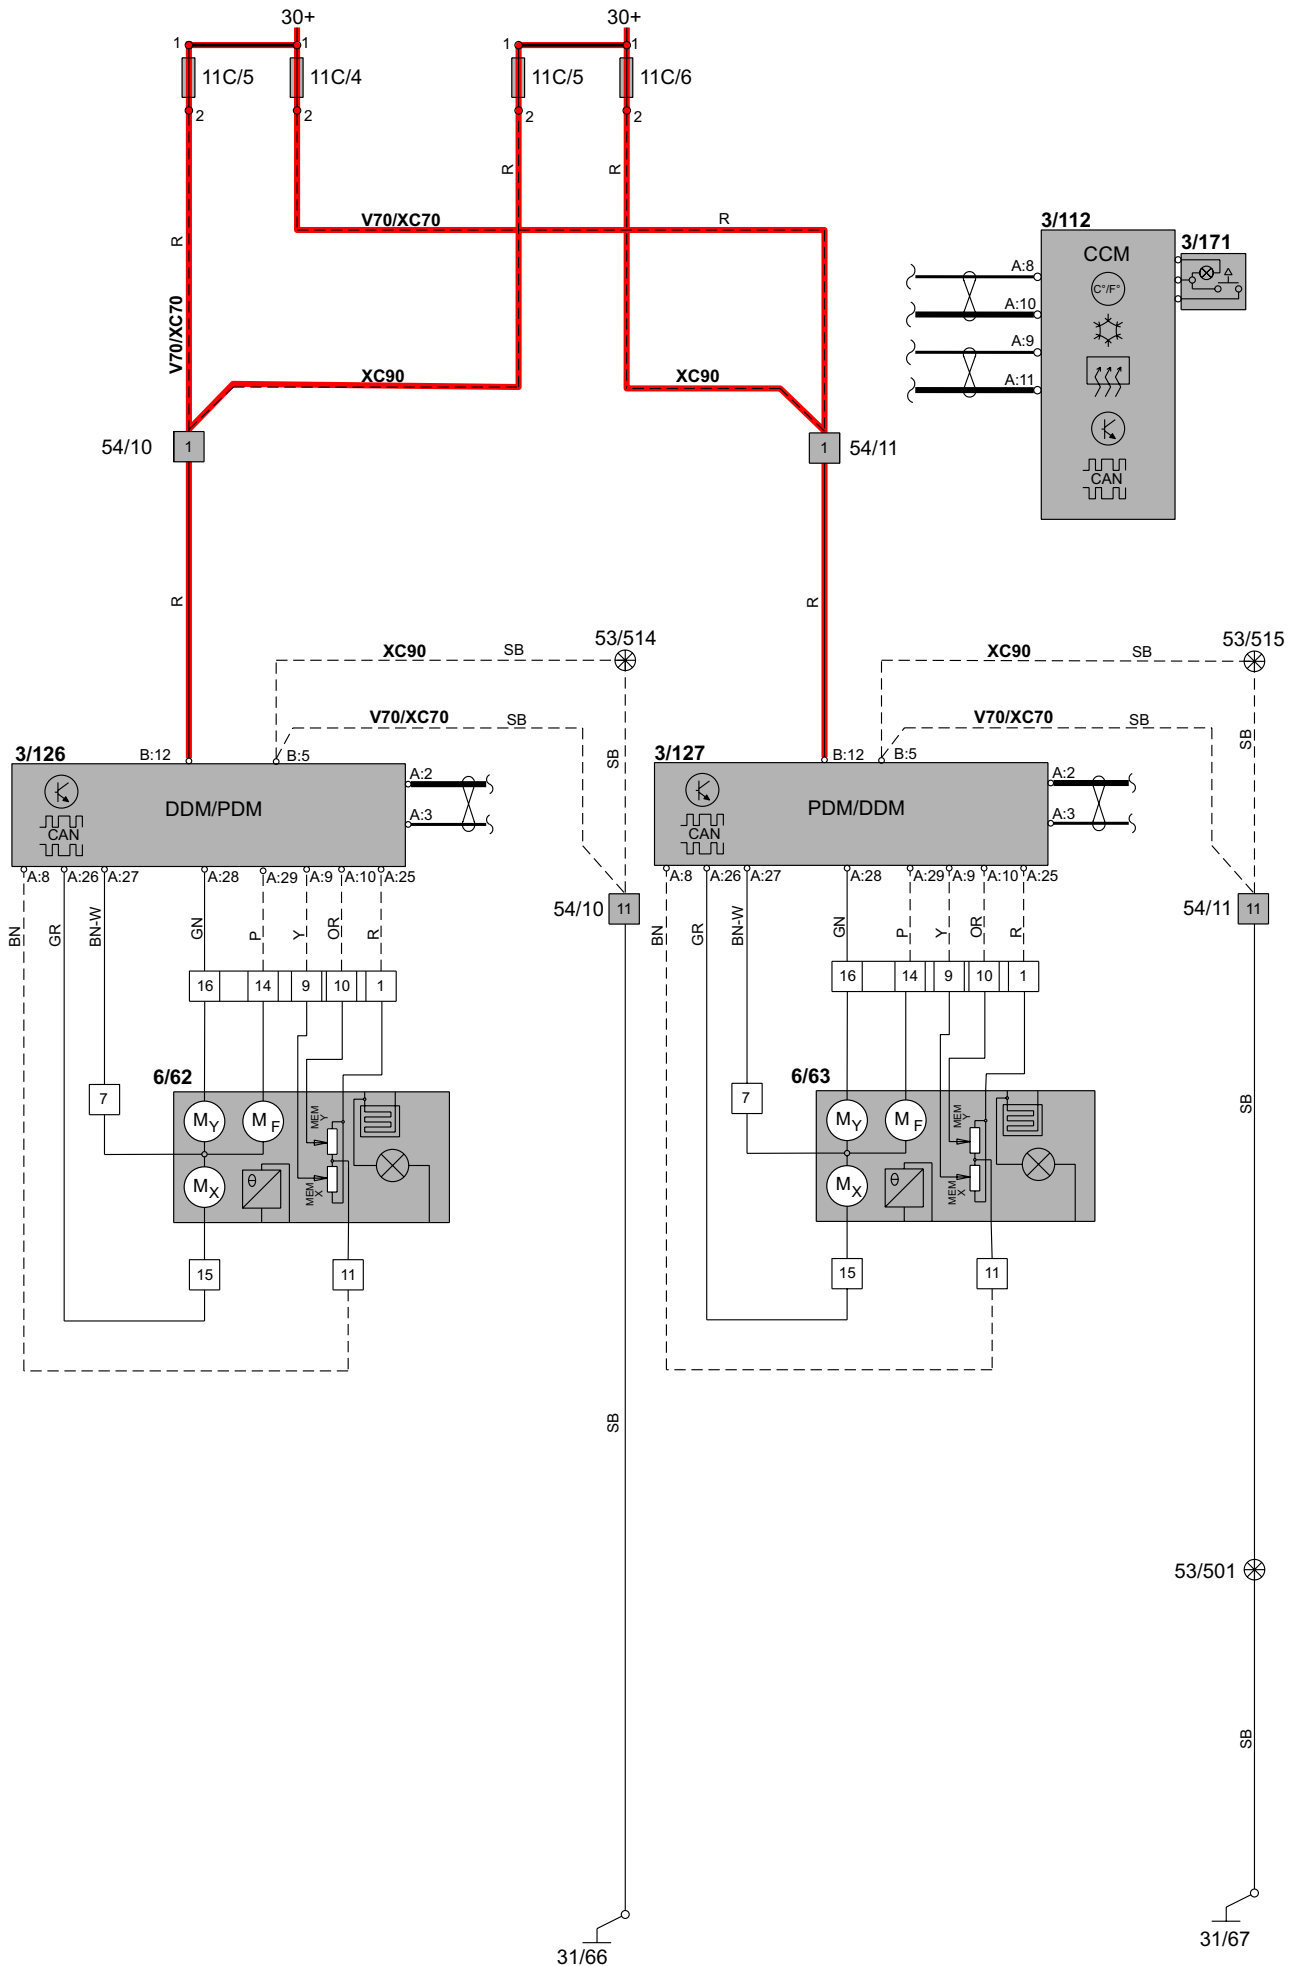 30+ 30+
1 1 1 1
11C/5 11C/4 11C/5 11C/6
2 2 2 2
R R
V70/XC70 R
R
3/112
3/171
CCM
A:8
C°/F°
A:10
A:9
A:11
V70/XC70
XC90 XC90
54/10 1 1 54/11
CAN
R R
53/514 53/515
XC90 SB XC90 SB
V70/XC70 SB V70/XC70 SB
SB SB
3/126 B:12 B:5 3/127 B:12 B:5
A:2 A:2
DDM/PDM PDM/DDM
A:3 A:3
CAN CAN
A:8 A:26 A:27 A:28 A:29 A:9 A:10 A:25 A:8 A:26 A:27 A:28 A:29 A:9 A:10 A:25
54/10 11 54/11 11
BN GR BN-W GN P Y OR R BN GR BN-W GN P Y OR R
16 14 9 10 1 16 14 9 10 1
6/62 6/63
7 7
SB
MY MF MEM Y MY MF MEM Y
MX θ MEM X MX θ MEM X
15 11 15 11
SB
53/501
SB
31/66 31/67